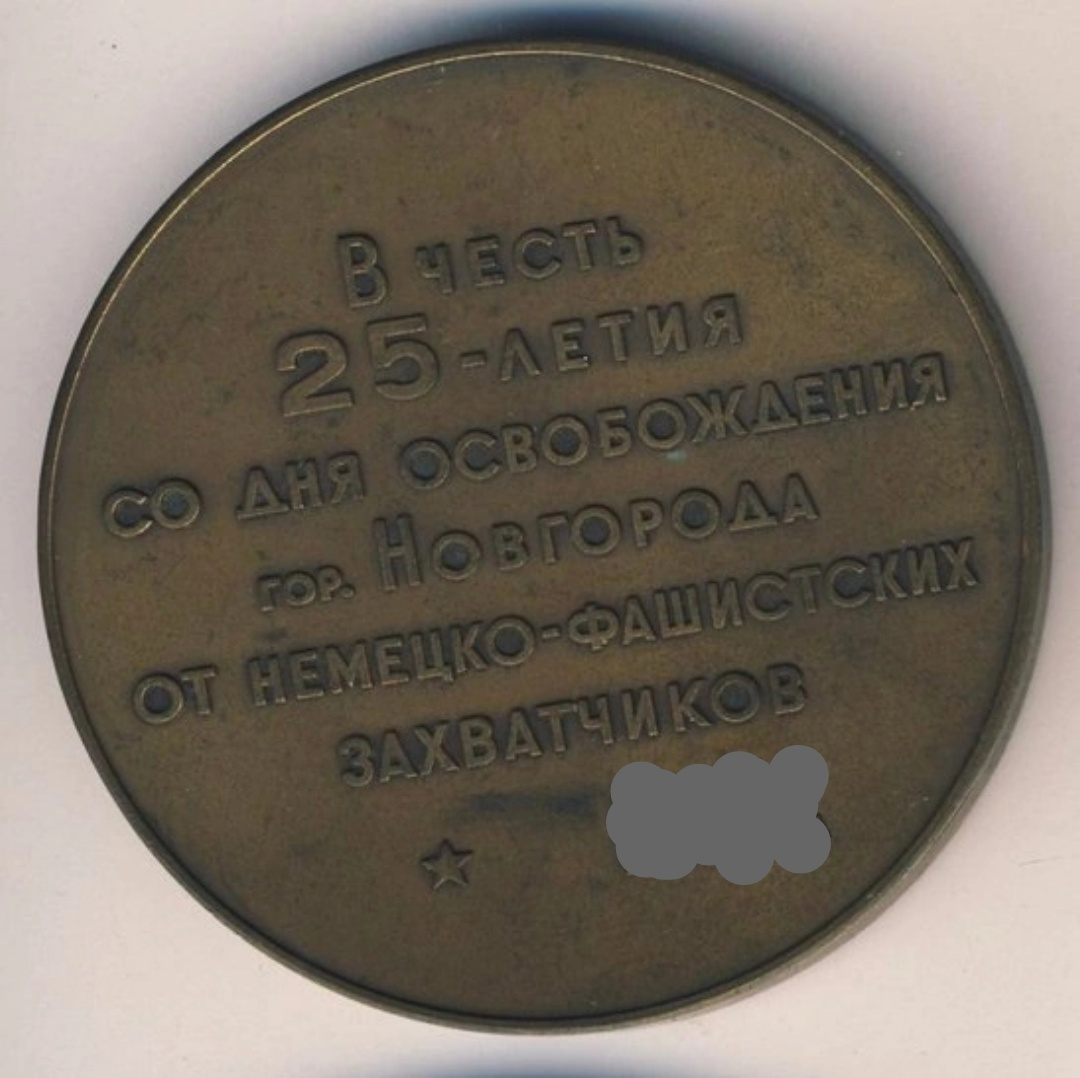 В ЧЕСТЬ
25-ЛЕТИЯ
СО ДНЯ ОСВОБОЖДЕНИЯ
ГОР. НОВГОРОДА
ОТ НЕМЕЦКО-ФАШИСТСКИХ
ЗАХВАТЧИКОВ